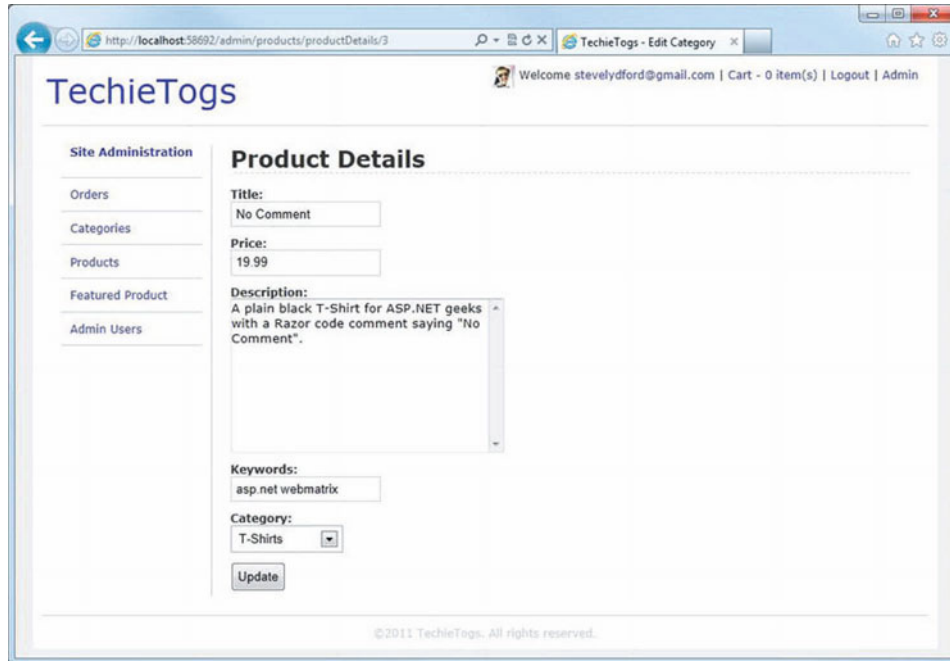 http://localhost:58692/admin/products/productDetails/3
TechieTogs - Edit Category
TechieTogs
Welcome stevelydford@gmail.com | Cart - 0 item(s) | Logout | Admin
Site Administration
Orders
Categories
Products
Featured Product
Admin Users
Product Details
Title:
No Comment
Price:
19.99
Description:
A plain black T-Shirt for ASP.NET geeks
with a Razor code comment saying "No
Comment".
Keywords:
asp.net webmatrix
Category:
T-Shirts
Update
©2011 TechieTogs. All rights reserved.